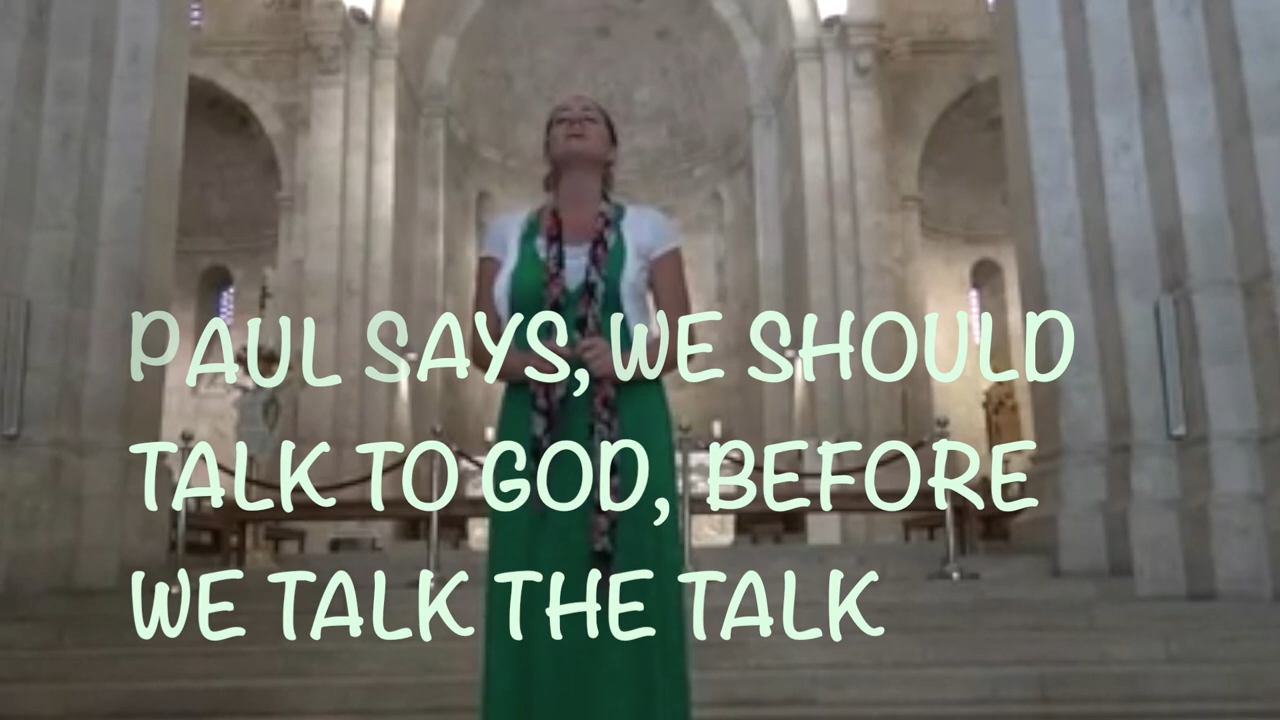 PAUL SAYS, WE SHOULD
TALK TO GOD, BEFORE
WE TALK THE TALK